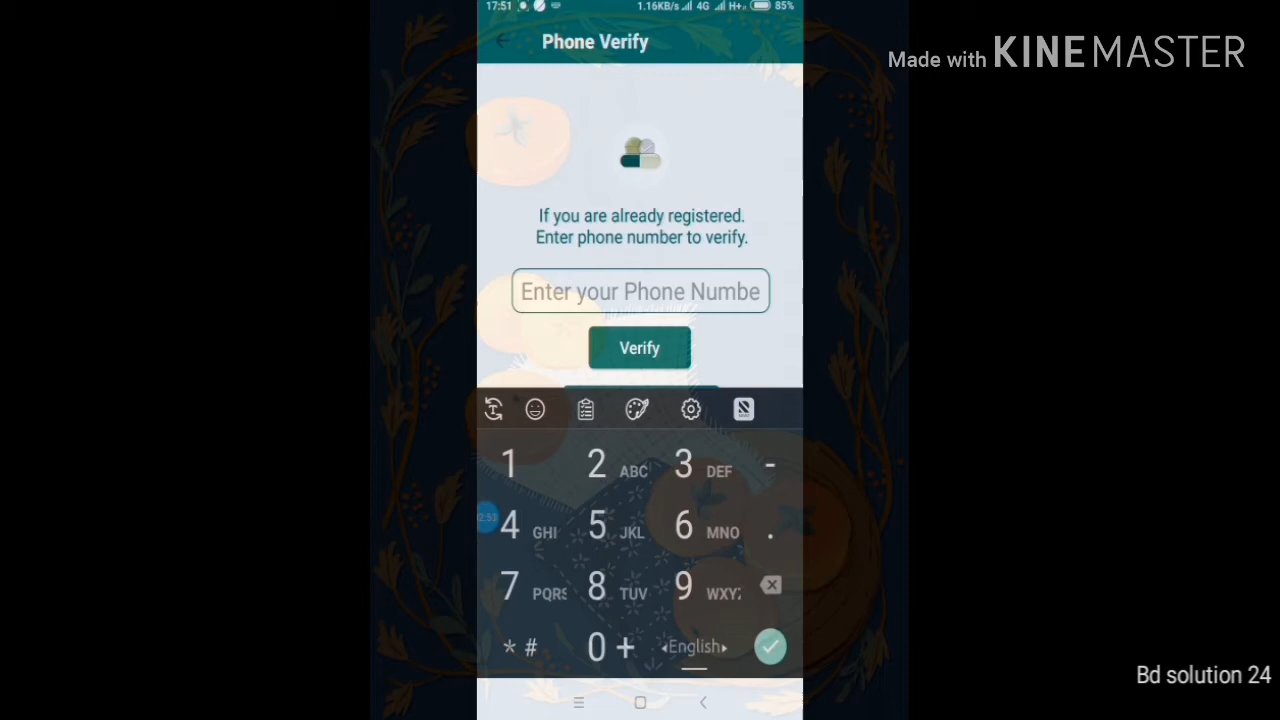 17:51 1.16KB/s 4G H+ 85%
Phone Verify
Made with KINEMASTER
If you are already registered.
Enter phone number to verify.
Enter your Phone Numbe
Verify
1 2 ABC 3 DEF -
02:53
4 GHI 5 JKL 6 MNO .
7 PQRS 8 TUV 9 WXYZ
* # 0 + English
Bd solution 24